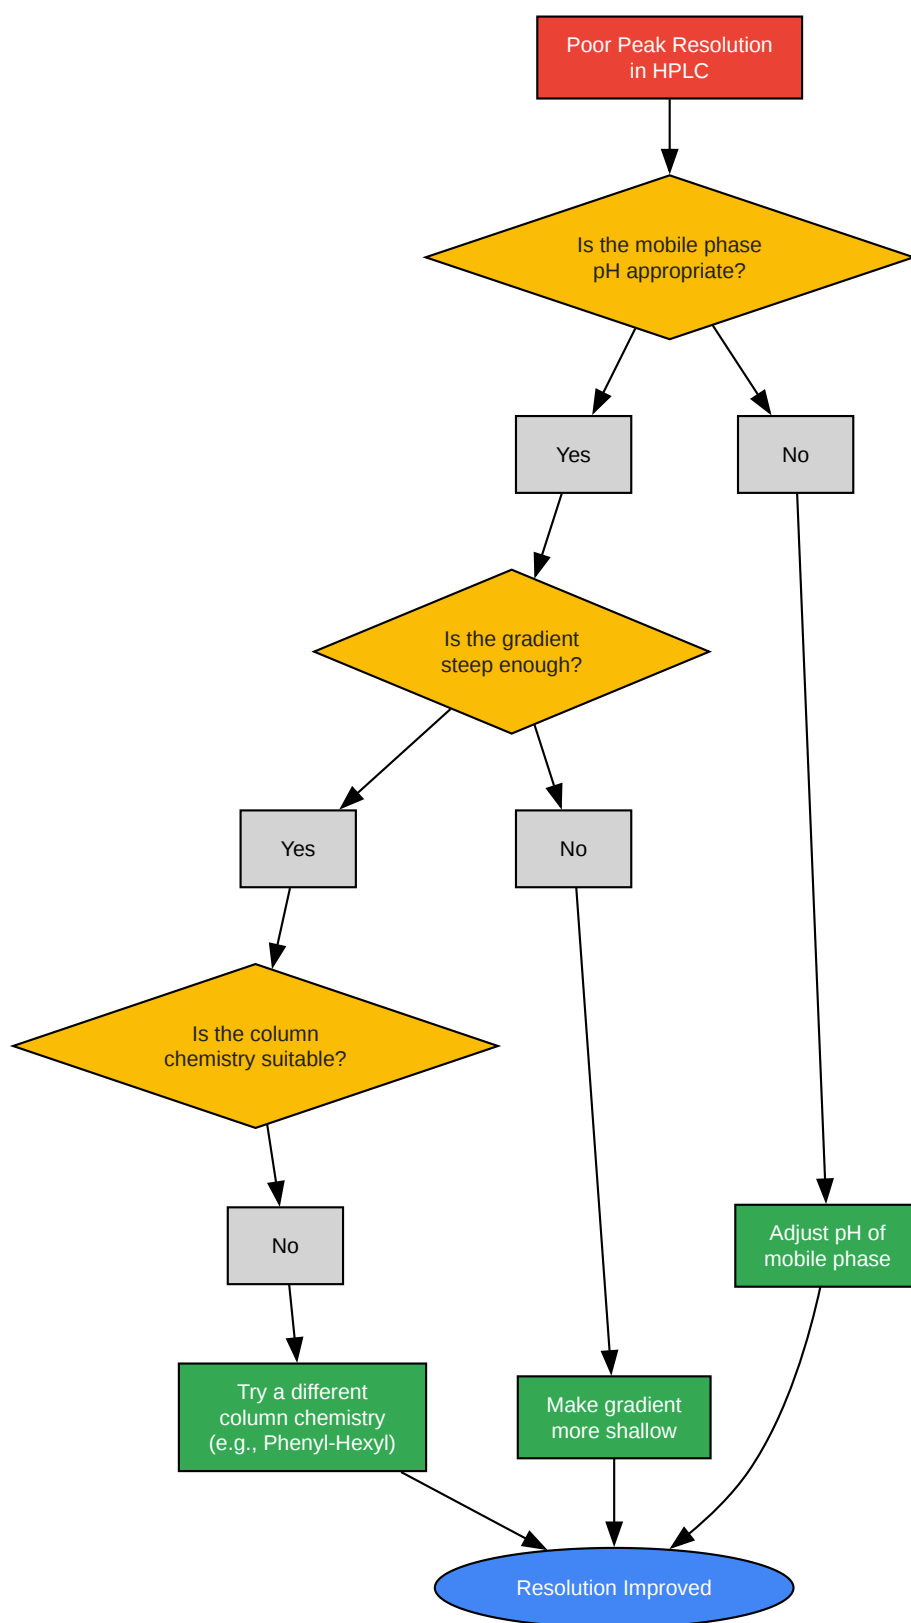 Poor Peak Resolution
in HPLC
Is the mobile phase
pH appropriate?
Yes
No
Is the gradient
steep enough?
Yes
No
Is the column
chemistry suitable?
No
Adjust pH of
mobile phase
Try a different
column chemistry
(e.g., Phenyl-Hexyl)
Make gradient
more shallow
Resolution Improved